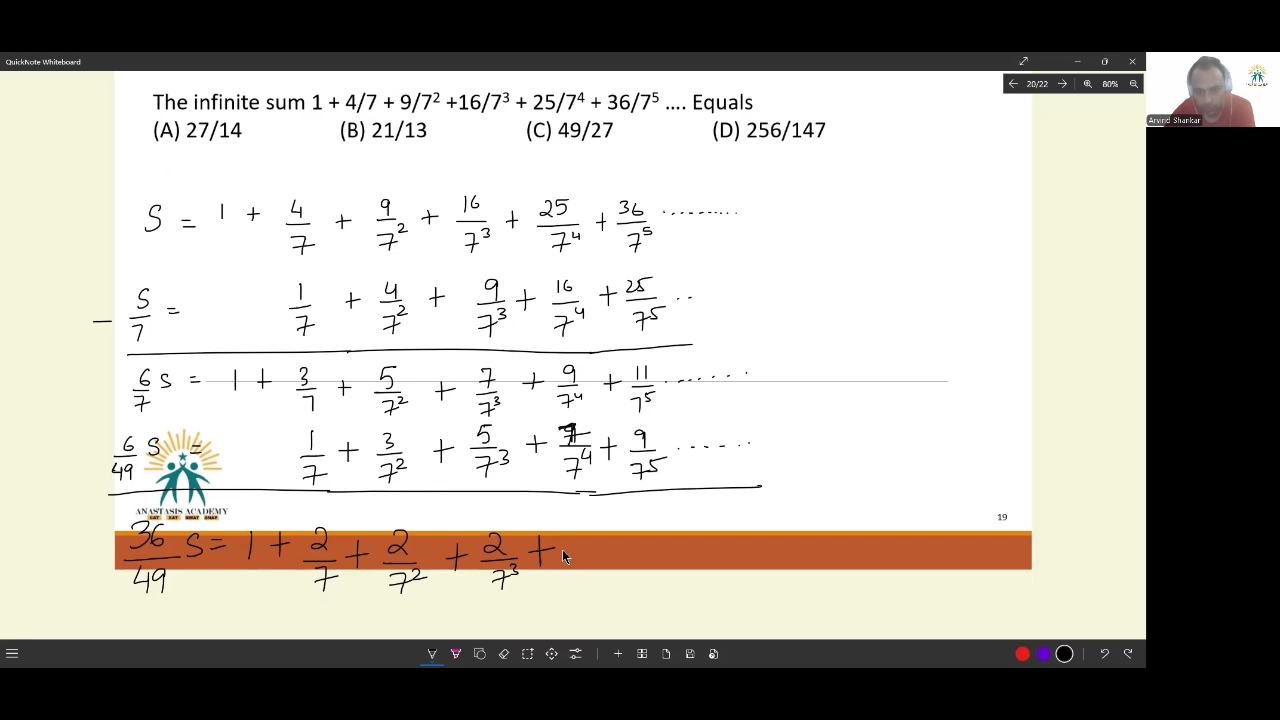 QuickNote Whiteboard
20/22
80%
Arvind Shankar
The infinite sum 1 + 4/7 + 9/7² +16/7³ + 25/7⁴ + 36/7⁵ .... Equals
(A) 27/14 (B) 21/13 (C) 49/27 (D) 256/147
S = 1 + 4/7 + 9/7² + 16/7³ + 25/7⁴ + 36/7⁵ ..........
- S/7 = 1/7 + 4/7² + 9/7³ + 16/7⁴ + 25/7⁵ ..
6/7 S = 1 + 3/7 + 5/7² + 7/7³ + 9/7⁴ + 11/7⁵ .......
6/49 S = 1/7 + 3/7² + 5/7³ + 7/7⁴ + 9/7⁵ .......
ANASTASIS ACADEMY
19
36/49 S = 1 + 2/7 + 2/7² + 2/7³ +